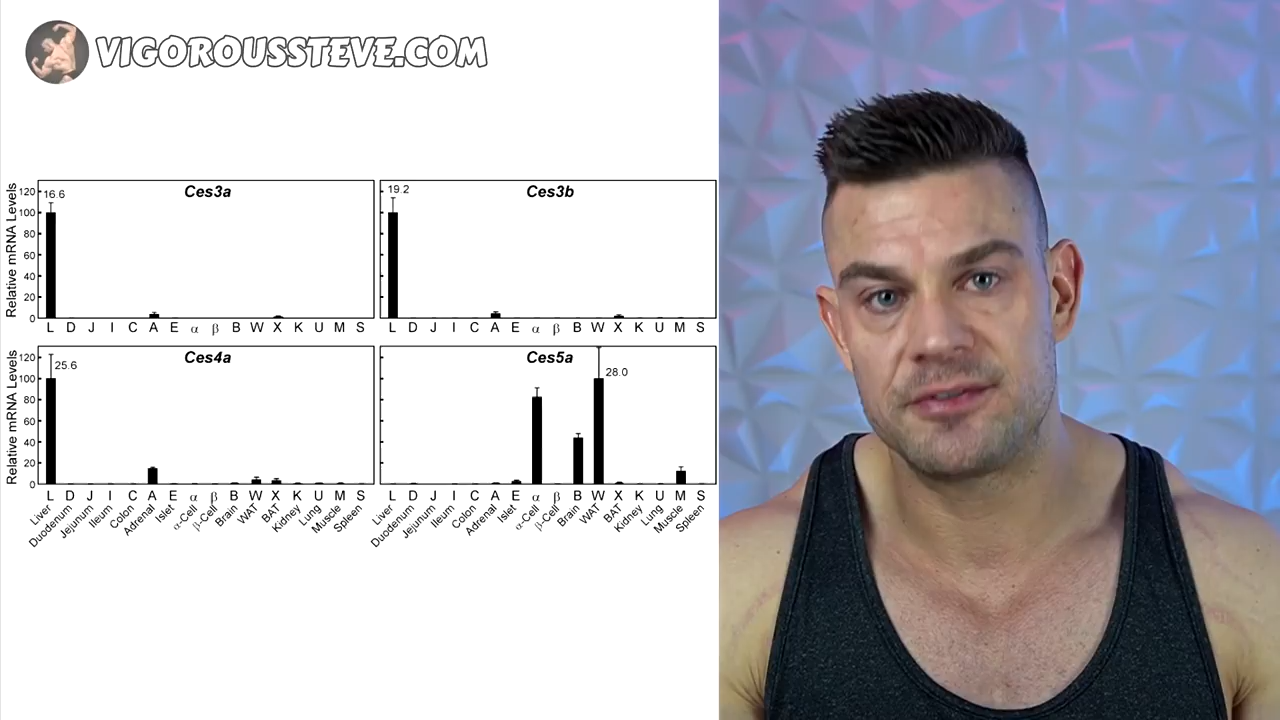 VIGOROUSSTEVE.COM
Ces3a
Ces3b
Relative mRNA Levels
120
100
80
60
40
20
0
16.6
19.2
L D J I C A E α β B W X K U M S
L D J I C A E α β B W X K U M S
Ces4a
Ces5a
Relative mRNA Levels
120
100
80
60
40
20
0
25.6
28.0
L D J I C A E α β B W X K U M S
L D J I C A E α β B W X K U M S
Liver Duodenum Jejunum Ileum Colon Adrenal Islet α-Cell β-Cell Brain WAT BAT Kidney Lung Muscle Spleen
Liver Duodenum Jejunum Ileum Colon Adrenal Islet α-Cell β-Cell Brain WAT BAT Kidney Lung Muscle Spleen